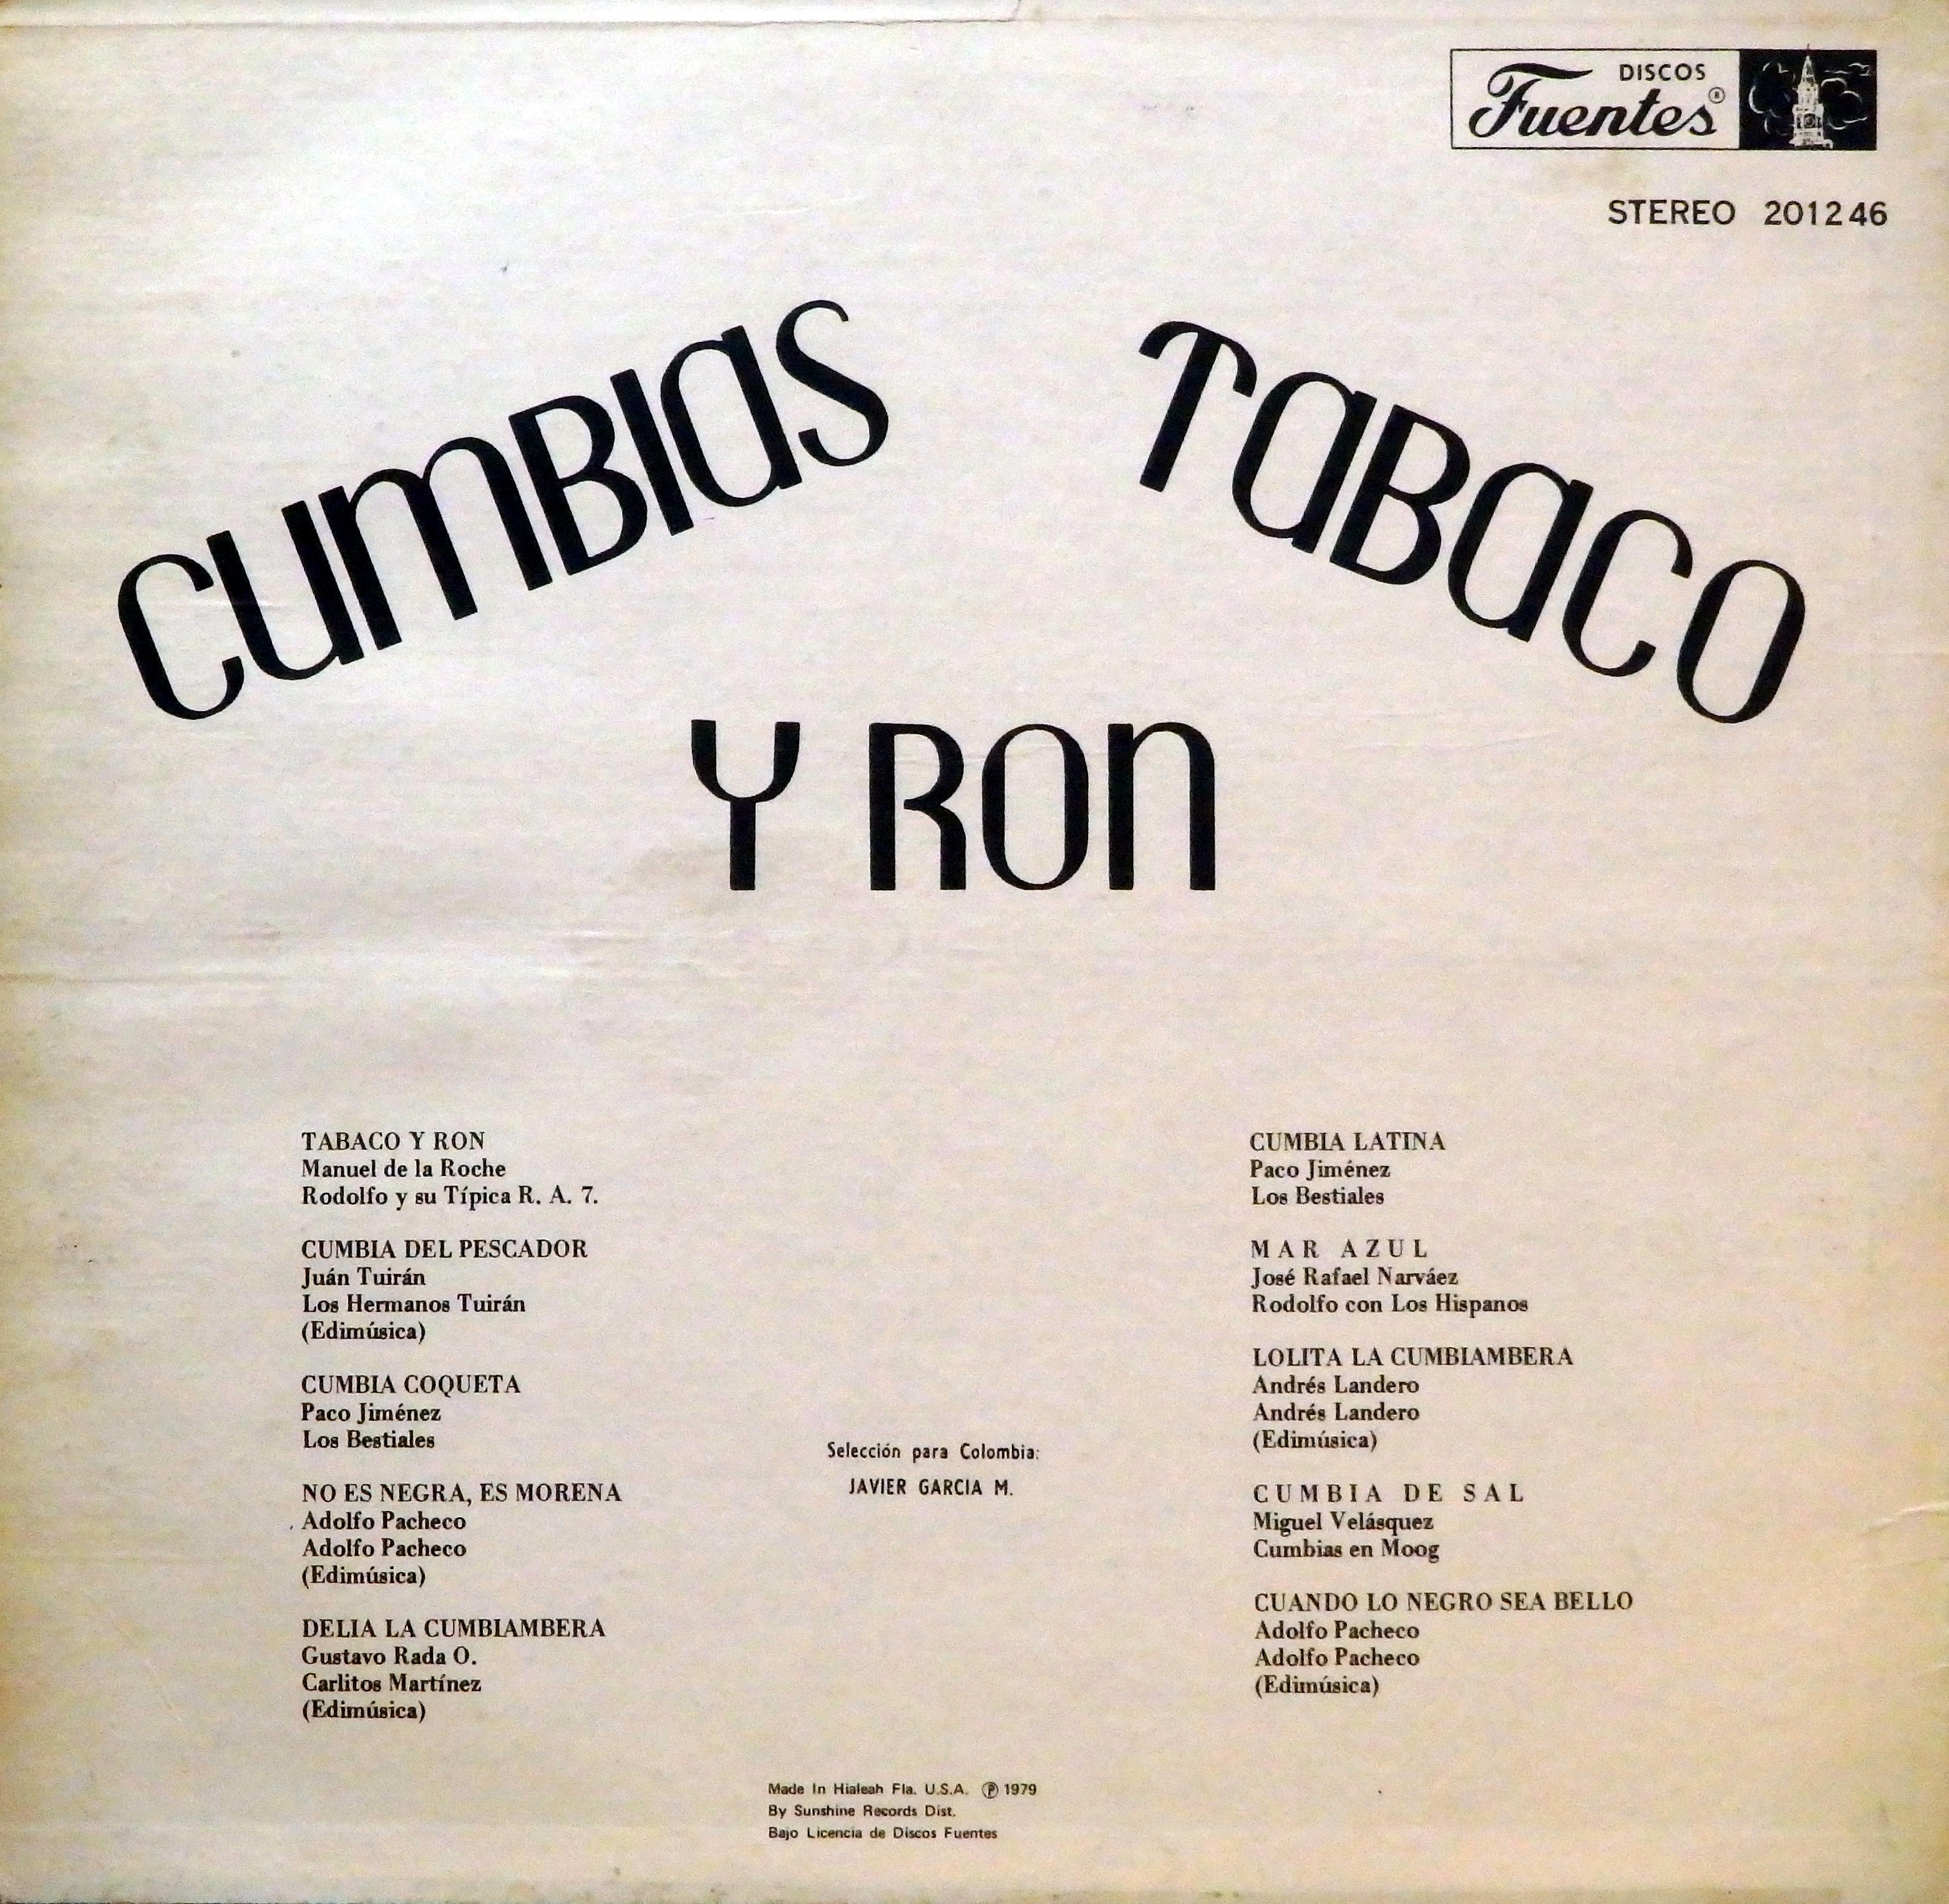 DISCOS
Fuentes®
STEREO 201246
CUMBIAS TABACO
Y RON
TABACO Y RON
Manuel de la Roche
Rodolfo y su Típica R. A. 7.
CUMBIA DEL PESCADOR
Juán Tuirán
Los Hermanos Tuirán
(Edimúsica)
CUMBIA COQUETA
Paco Jiménez
Los Bestiales
NO ES NEGRA, ES MORENA
Adolfo Pacheco
Adolfo Pacheco
(Edimúsica)
DELIA LA CUMBIAMBERA
Gustavo Rada O.
Carlitos Martínez
(Edimúsica)
Selección para Colombia:
JAVIER GARCIA M.
CUMBIA LATINA
Paco Jiménez
Los Bestiales
MAR AZUL
José Rafael Narváez
Rodolfo con Los Hispanos
LOLITA LA CUMBIAMBERA
Andrés Landero
Andrés Landero
(Edimúsica)
CUMBIA DE SAL
Miguel Velásquez
Cumbias en Moog
CUANDO LO NEGRO SEA BELLO
Adolfo Pacheco
Adolfo Pacheco
(Edimúsica)
Made In Hialeah Fla. U.S.A. ℗ 1979
By Sunshine Records Dist.
Bajo Licencia de Discos Fuentes